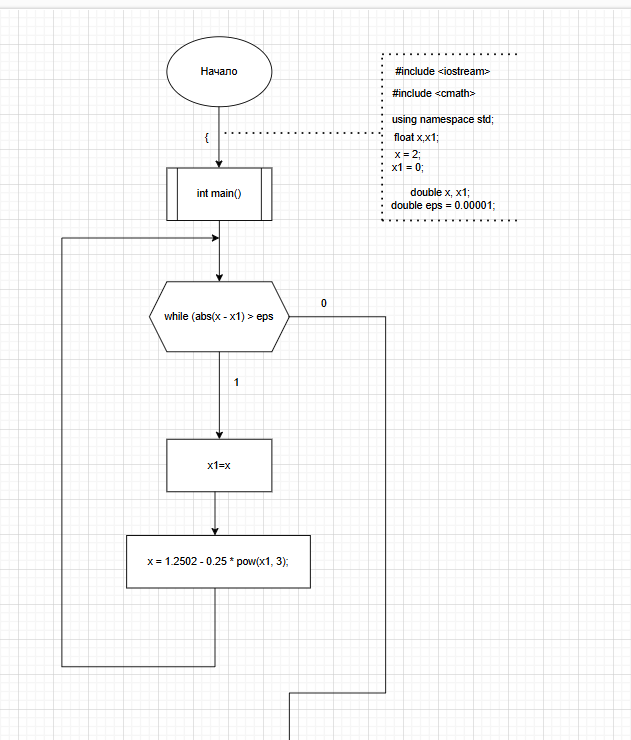 Начало
#include <iostream>
#include <cmath>
using namespace std;
float x,x1;
x = 2;
x1 = 0;
double x, x1;
double eps = 0.00001;
{
int main()
while (abs(x - x1) > eps
0
1
x1=x
x = 1.2502 - 0.25 * pow(x1, 3);